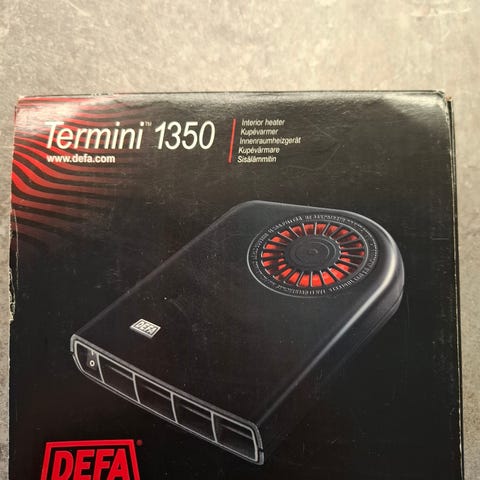 Termini™ 1350
www.defa.com
Interior heater
Kupévarmer
Innenraumheizgerät
Kupévärmare
Sisälämmitin
DEFA
DEFA®